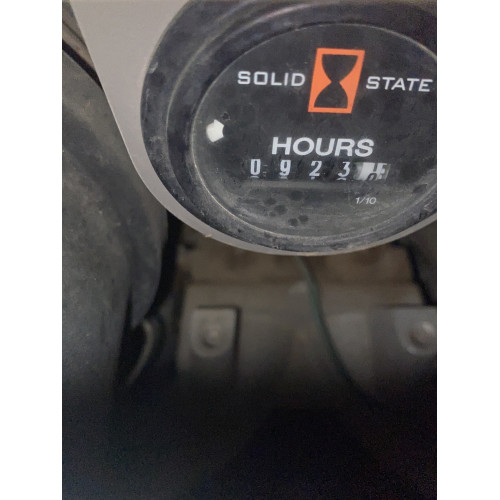 SOLID STATE
HOURS
0923
1/10